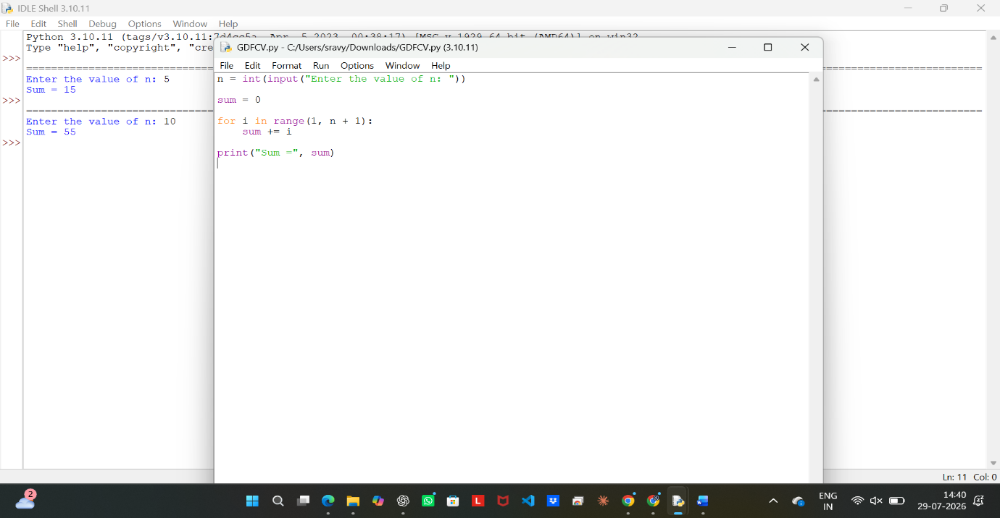 IDLE Shell 3.10.11
File Edit Shell Debug Options Window Help
Python 3.10.11 (tags/v3.10.11:
Type "help", "copyright", "cre
>>>
Enter the value of n: 5
Sum = 15
>>>
Enter the value of n: 10
Sum = 55
>>>
GDFCV.py - C:/Users/sravy/Downloads/GDFCV.py (3.10.11)
File Edit Format Run Options Window Help
n = int(input("Enter the value of n: "))
sum = 0
for i in range(1, n + 1):
    sum += i
print("Sum =", sum)
Ln: 11 Col: 0
2
L
ENG
IN
14:40
29-07-2026